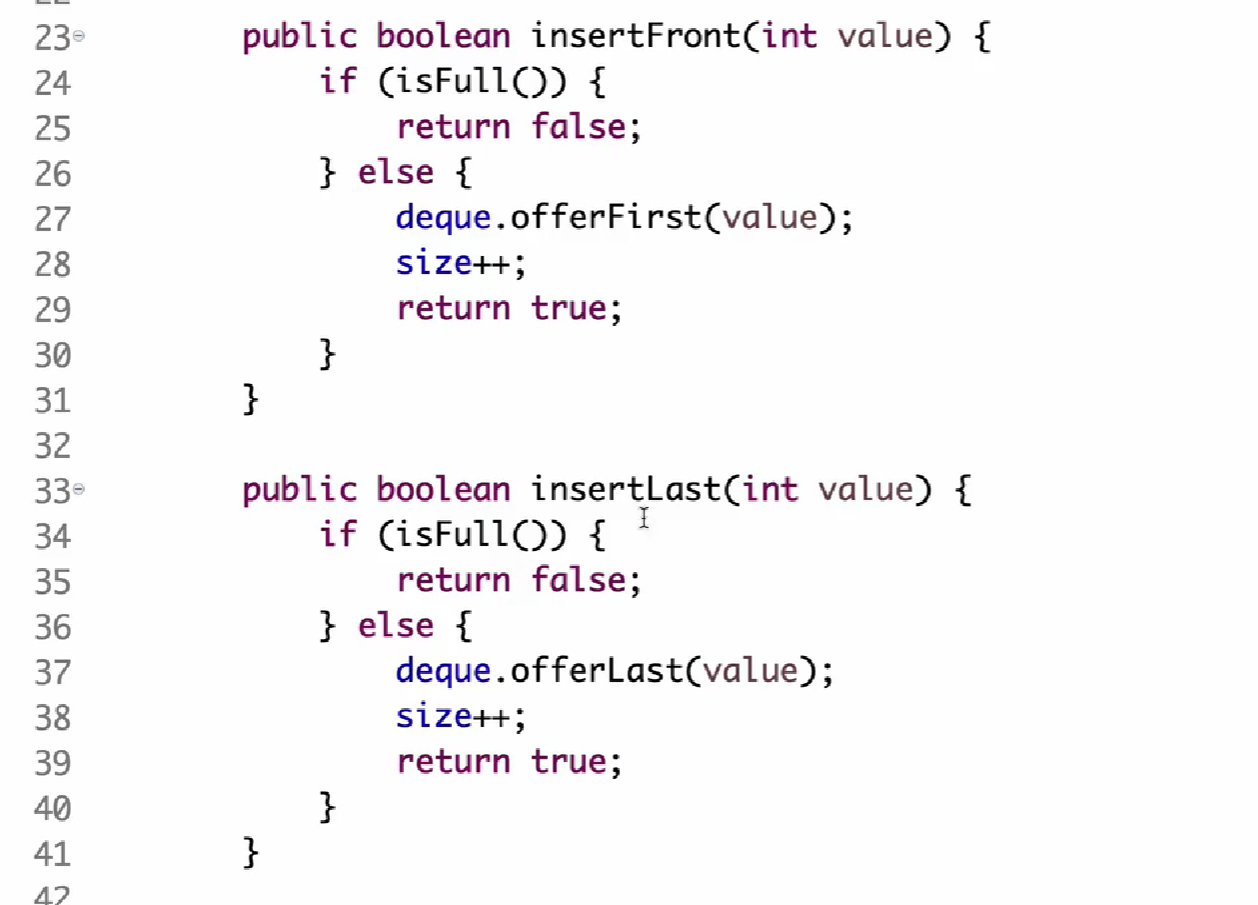 23 public boolean insertFront(int value) {
24 if (isFull()) {
25 return false;
26 } else {
27 deque.offerFirst(value);
28 size++;
29 return true;
30 }
31 }
32
33 public boolean insertLast(int value) {
34 if (isFull()) {
35 return false;
36 } else {
37 deque.offerLast(value);
38 size++;
39 return true;
40 }
41 }
42